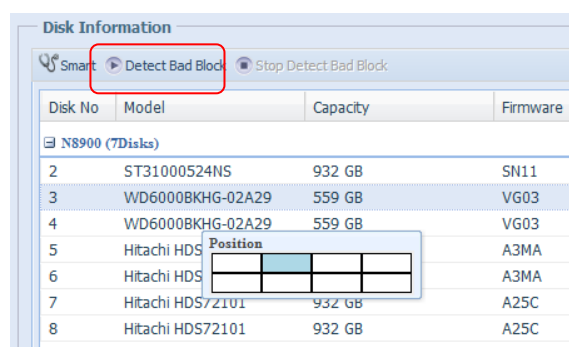 Disk Information
Smart Detect Bad Block Stop Detect Bad Block
Disk No Model Capacity Firmware
N8900 (7Disks)
2 ST31000524NS 932 GB SN11
3 WD6000BKHG-02A29 559 GB VG03
4 WD6000BKHG-02A29 559 GB VG03
5 Hitachi HDS A3MA
Position
6 Hitachi HDS A3MA
7 Hitachi HDS72101 932 GB A25C
8 Hitachi HDS72101 932 GB A25C